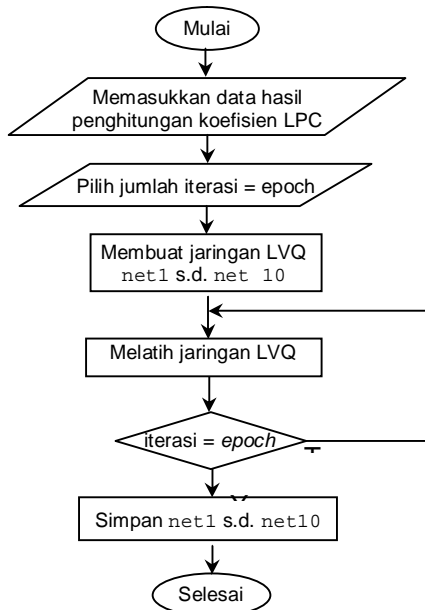 Mulai
Memasukkan data hasil
penghitungan koefisien LPC
Pilih jumlah iterasi = epoch
Membuat jaringan LVQ
net1 s.d. net 10
Melatih jaringan LVQ
iterasi = epoch
Simpan net1 s.d. net10
Selesai